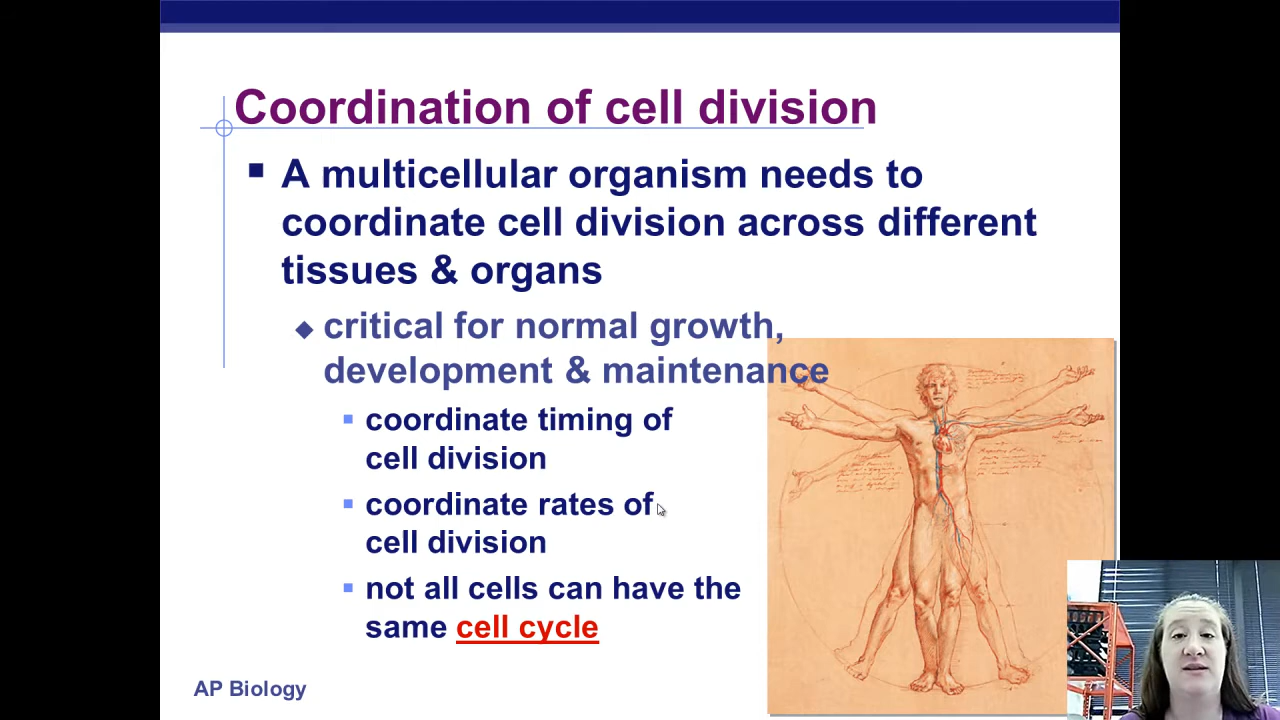 Coordination of cell division
A multicellular organism needs to
coordinate cell division across different
tissues & organs
critical for normal growth,
development & maintenance
coordinate timing of
cell division
coordinate rates of
cell division
not all cells can have the
same cell cycle
AP Biology